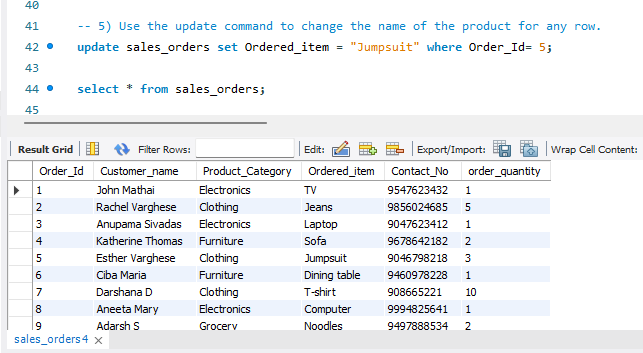 40
41 -- 5) Use the update command to change the name of the product for any row.
42 update sales_orders set Ordered_item = "Jumpsuit" where Order_Id= 5;
43
44 select * from sales_orders;
45
Result Grid Filter Rows: Edit: Export/Import: Wrap Cell Content:
Order_Id Customer_name Product_Category Ordered_item Contact_No order_quantity
1 John Mathai Electronics TV 9547623432 1
2 Rachel Varghese Clothing Jeans 9856024685 5
3 Anupama Sivadas Electronics Laptop 9047623412 1
4 Katherine Thomas Furniture Sofa 9678642182 2
5 Esther Varghese Clothing Jumpsuit 9046798218 3
6 Ciba Maria Furniture Dining table 9460978228 1
7 Darshana D Clothing T-shirt 908665221 10
8 Aneeta Mary Electronics Computer 9994825641 1
9 Adarsh S Grocery Noodles 9497888534 2
sales_orders4